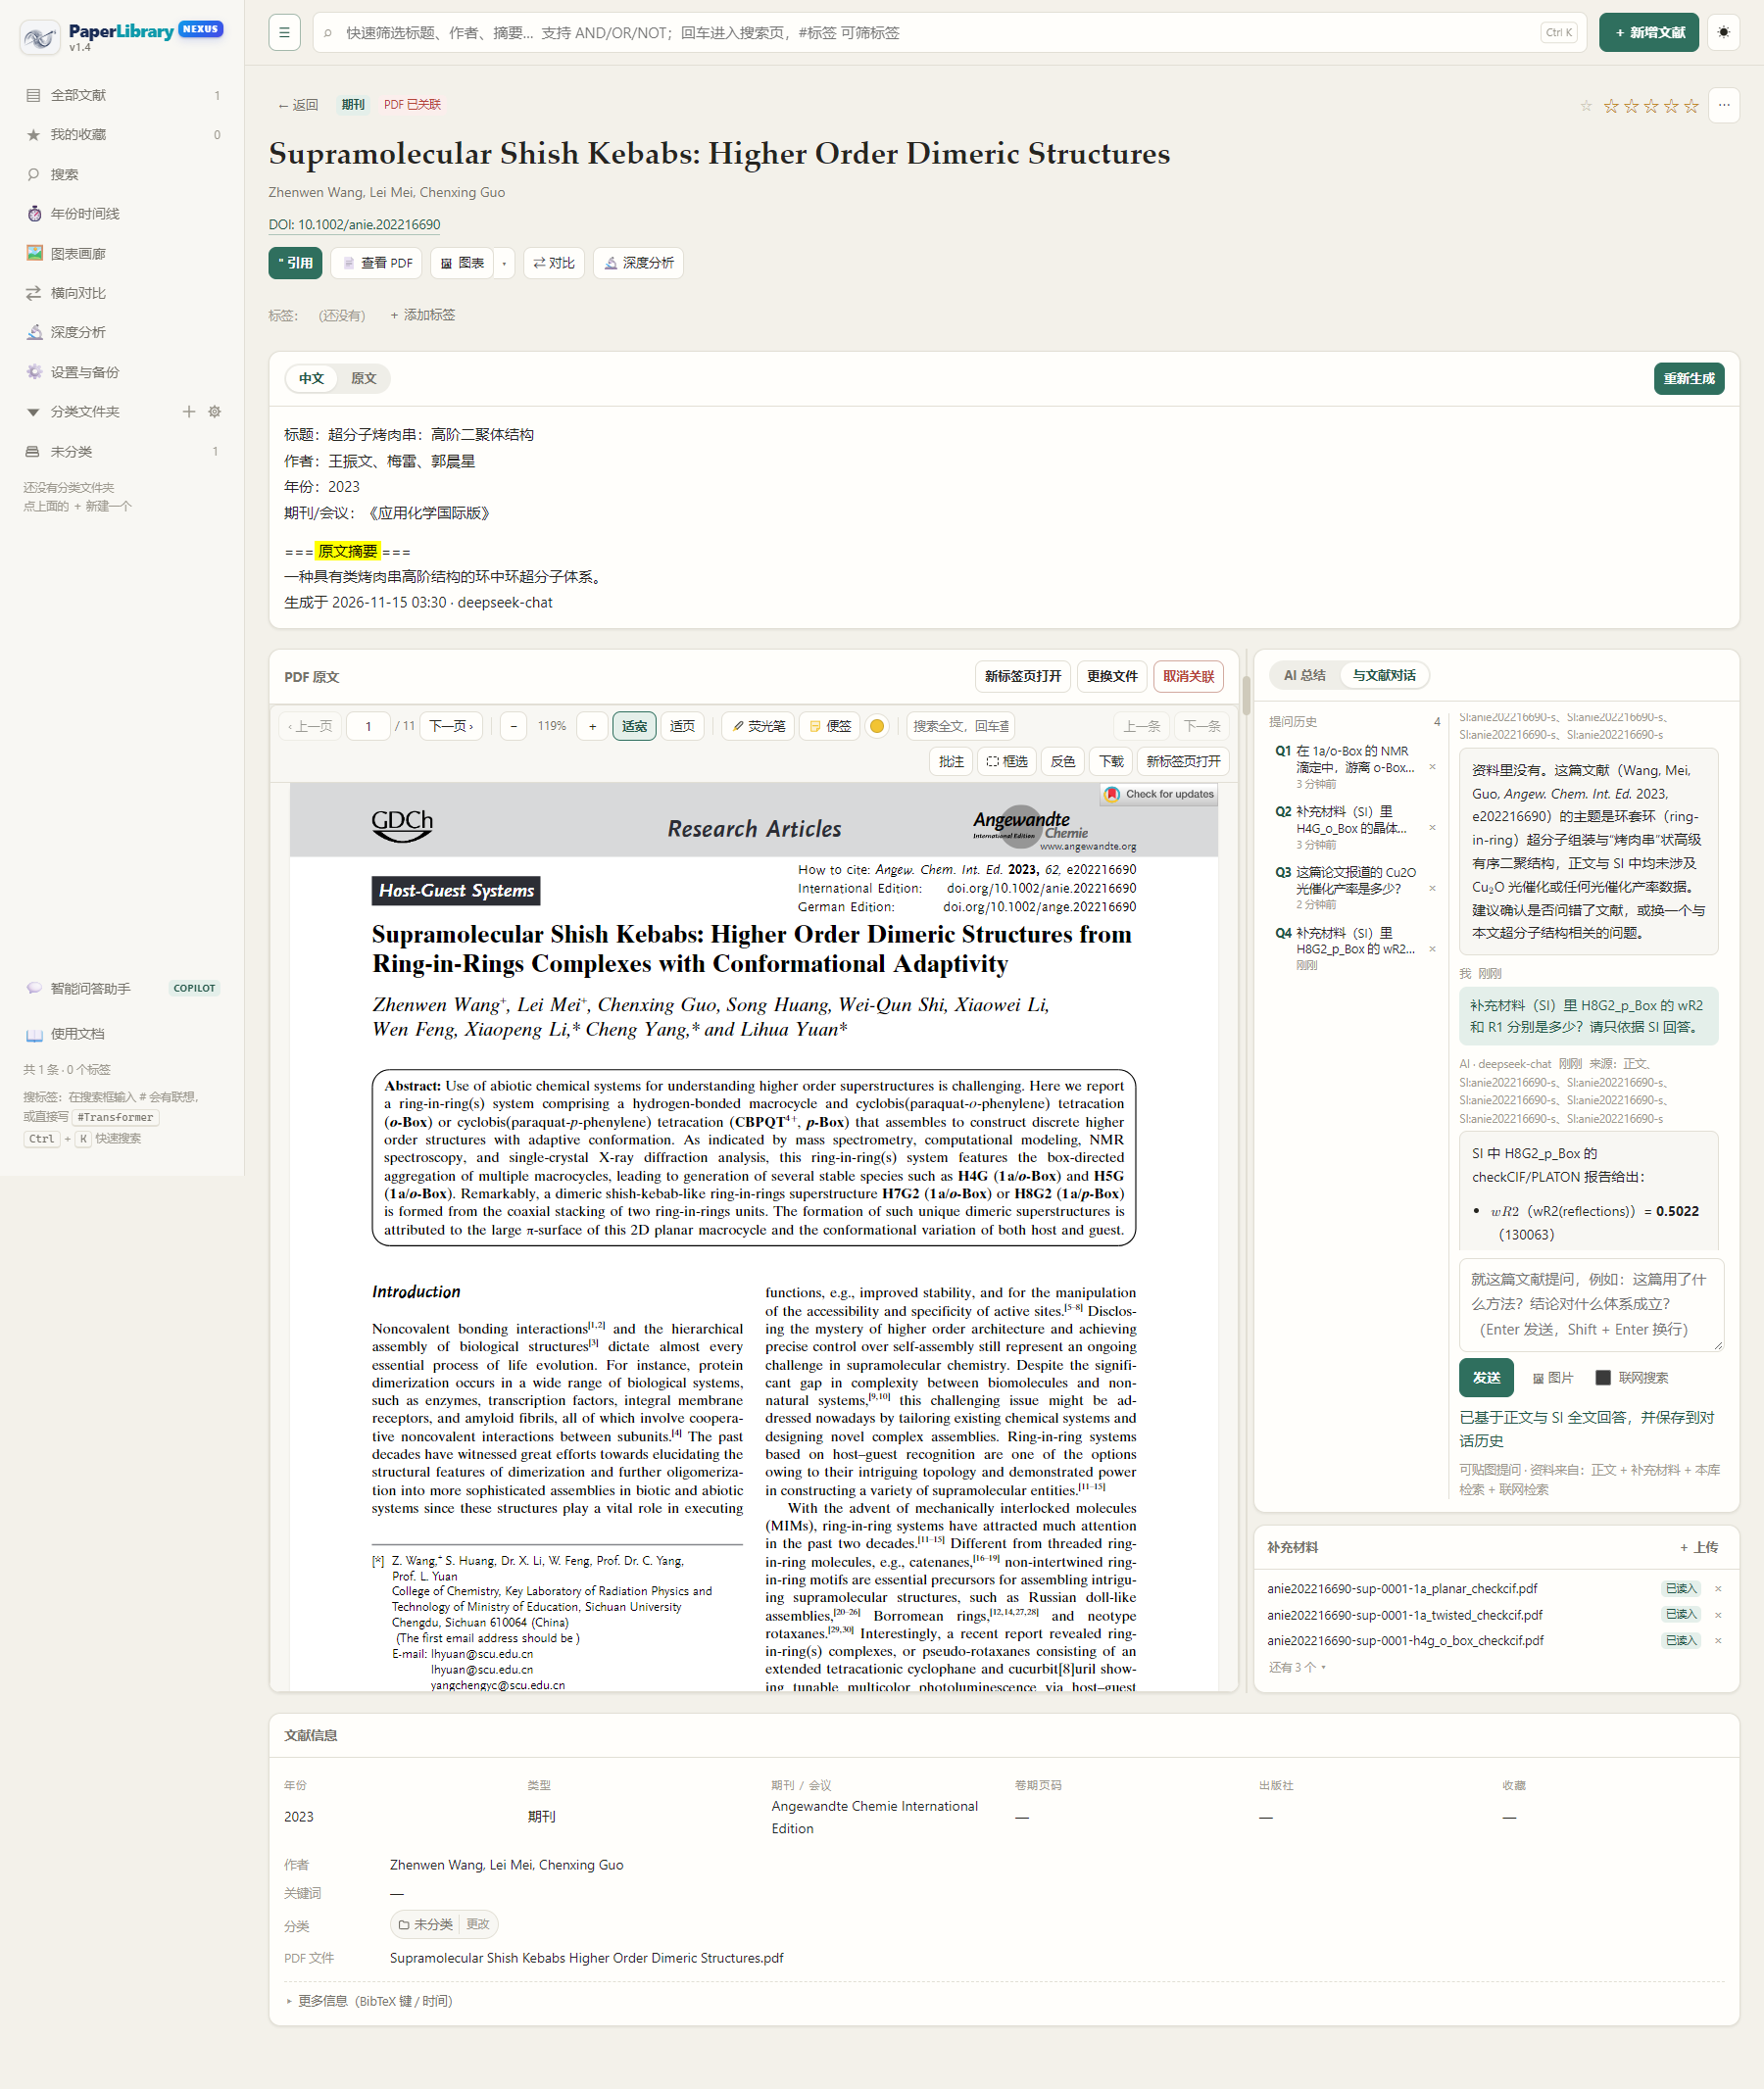 PaperLibrary NEXUS
v1.4
全部文献 1
我的收藏 0
搜索
年份时间线
图表画廊
横向对比
深度分析
设置与备份
分类文件夹
未分类 1
还没有分类文件夹
点上面的 + 新建一个
智能问答助手 COPILOT
使用文档
共 1 条 · 0 个标签
搜标签：在搜索框输入 # 会有联想，
或直接写 #Transformer
Ctrl + K 快速搜索
快速筛选标题、作者、摘要... 支持 AND/OR/NOT；回车进入搜索页，#标签 可筛标签 Ctrl K
+ 新增文献
← 返回 期刊 PDF 已关联
Supramolecular Shish Kebabs: Higher Order Dimeric Structures
Zhenwen Wang, Lei Mei, Chenxing Guo
DOI: 10.1002/anie.202216690
" 引用 查看 PDF 图表 对比 深度分析
标签： (还没有) + 添加标签
中文 原文 重新生成
标题：超分子烤肉串：高阶二聚体结构
作者：王振文、梅雷、郭晨星
年份：2023
期刊/会议：《应用化学国际版》
=== 原文摘要 ===
一种具有类烤肉串高阶结构的环中环超分子体系。
生成于 2026-11-15 03:30 · deepseek-chat
PDF 原文 新标签页打开 更换文件 取消关联
‹ 上一页 1 / 11 下一页 › − 119% + 适宽 适页 荧光笔 便签 搜索全文，回车查 上一条 下一条
批注 框选 反色 下载 新标签页打开
Check for updates
GDCh Research Articles Angewandte
International Edition Chemie
www.angewandte.org
How to cite: Angew. Chem. Int. Ed. 2023, 62, e202216690
Host-Guest Systems International Edition: doi.org/10.1002/anie.202216690
German Edition: doi.org/10.1002/ange.202216690
Supramolecular Shish Kebabs: Higher Order Dimeric Structures from
Ring-in-Rings Complexes with Conformational Adaptivity
Zhenwen Wang+, Lei Mei+, Chenxing Guo, Song Huang, Wei-Qun Shi, Xiaowei Li,
Wen Feng, Xiaopeng Li,* Cheng Yang,* and Lihua Yuan*
Abstract: Use of abiotic chemical systems for understanding higher order superstructures is challenging. Here we report
a ring-in-ring(s) system comprising a hydrogen-bonded macrocycle and cyclobis(paraquat-o-phenylene) tetracation
(o-Box) or cyclobis(paraquat-p-phenylene) tetracation (CBPQT4+, p-Box) that assembles to construct discrete higher
order structures with adaptive conformation. As indicated by mass spectrometry, computational modeling, NMR
spectroscopy, and single-crystal X-ray diffraction analysis, this ring-in-ring(s) system features the box-directed
aggregation of multiple macrocycles, leading to generation of several stable species such as H4G (1a/o-Box) and H5G
(1a/o-Box). Remarkably, a dimeric shish-kebab-like ring-in-rings superstructure H7G2 (1a/o-Box) or H8G2 (1a/p-Box)
is formed from the coaxial stacking of two ring-in-rings units. The formation of such unique dimeric superstructures is
attributed to the large π-surface of this 2D planar macrocycle and the conformational variation of both host and guest.
Introduction
Noncovalent bonding interactions[1,2] and the hierarchical
assembly of biological structures[3] dictate almost every
essential process of life evolution. For instance, protein
dimerization occurs in a wide range of biological systems,
such as enzymes, transcription factors, integral membrane
receptors, and amyloid fibrils, all of which involve coopera-
tive noncovalent interactions between subunits.[4] The past
decades have witnessed great efforts towards elucidating the
structural features of dimerization and further oligomeriza-
tion into more sophisticated assemblies in biotic and abiotic
systems since these structures play a vital role in executing
[*] Z. Wang,+ S. Huang, Dr. X. Li, W. Feng, Prof. Dr. C. Yang,
Prof. L. Yuan
College of Chemistry, Key Laboratory of Radiation Physics and
Technology of Ministry of Education, Sichuan University
Chengdu, Sichuan 610064 (China)
(The first email address should be )
E-mail: lhyuan@scu.edu.cn
lhyuan@scu.edu.cn
yangchengyc@scu.edu.cn
functions, e.g., improved stability, and for the manipulation
of the accessibility and specificity of active sites.[5–8] Disclos-
ing the mystery of higher order architecture and achieving
precise control over self-assembly still represent an ongoing
challenge in supramolecular chemistry. Despite the signifi-
cant gap in complexity between biomolecules and non-
natural systems,[9,10] this challenging issue might be ad-
dressed nowadays by tailoring existing chemical systems and
designing novel complex assemblies. Ring-in-ring systems
based on host–guest recognition are one of the options
owing to their intriguing topology and demonstrated power
in constructing a variety of supramolecular entities.[11–15]
With the advent of mechanically interlocked molecules
(MIMs), ring-in-ring systems have attracted much attention
in the past two decades.[11–15] Different from threaded ring-
in-ring molecules, e.g., catenanes,[16–19] non-intertwined ring-
in-ring motifs are essential precursors for assembling intrigu-
ing supramolecular structures, such as Russian doll-like
assemblies,[20–26] Borromean rings,[12,14,27,28] and neotype
rotaxanes.[29,30] Interestingly, a recent report revealed ring-
in-ring(s) complexes, or pseudo-rotaxanes consisting of an
extended tetracationic cyclophane and cucurbit[8]uril show-
ing tunable multicolor photoluminescence via host–guest
AI 总结 与文献对话
提问历史 4
Q1 在 1a/o-Box 的 NMR
滴定中，游离 o-Box...
3 分钟前
Q2 补充材料（SI）里
H4G_o_Box 的晶体...
3 分钟前
Q3 这篇论文报道的 Cu2O
光催化产率是多少？
2 分钟前
Q4 补充材料（SI）里
H8G2_p_Box 的 wR2...
刚刚
SI:anie202216690-s、SI:anie202216690-s、
SI:anie202216690-s、SI:anie202216690-s
资料里没有。这篇文献（Wang, Mei,
Guo, Angew. Chem. Int. Ed. 2023,
e202216690）的主题是环套环（ring-
in-ring）超分子组装与“烤肉串”状高级
有序二聚结构，正文与 SI 中均未涉及
Cu₂O 光催化或任何光催化产率数据。
建议确认是否问错了文献，或换一个与
本文超分子结构相关的问题。
我 刚刚
补充材料（SI）里 H8G2_p_Box 的 wR2
和 R1 分别是多少？请只依据 SI 回答。
AI · deepseek-chat 刚刚 来源：正文、
SI:anie202216690-s、SI:anie202216690-s、
SI:anie202216690-s、SI:anie202216690-s、
SI:anie202216690-s、SI:anie202216690-s
SI 中 H8G2_p_Box 的
checkCIF/PLATON 报告给出：
• wR2（wR2(reflections)）= 0.5022
（130063）
就这篇文献提问，例如：这篇用了什
么方法？结论对什么体系成立？
（Enter 发送，Shift + Enter 换行）
发送 图片 联网搜索
已基于正文与 SI 全文回答，并保存到对
话历史
可贴图提问 · 资料来自：正文 + 补充材料 + 本库
检索 + 联网检索
补充材料 + 上传
anie202216690-sup-0001-1a_planar_checkcif.pdf 已读入 ×
anie202216690-sup-0001-1a_twisted_checkcif.pdf 已读入 ×
anie202216690-sup-0001-h4g_o_box_checkcif.pdf 已读入 ×
还有 3 个
文献信息
年份 类型 期刊 / 会议 卷期页码 出版社 收藏
2023 期刊 Angewandte Chemie International Edition — — —
作者 Zhenwen Wang, Lei Mei, Chenxing Guo
关键词 —
分类 未分类 更改
PDF 文件 Supramolecular Shish Kebabs Higher Order Dimeric Structures.pdf
更多信息（BibTeX 键 / 时间）